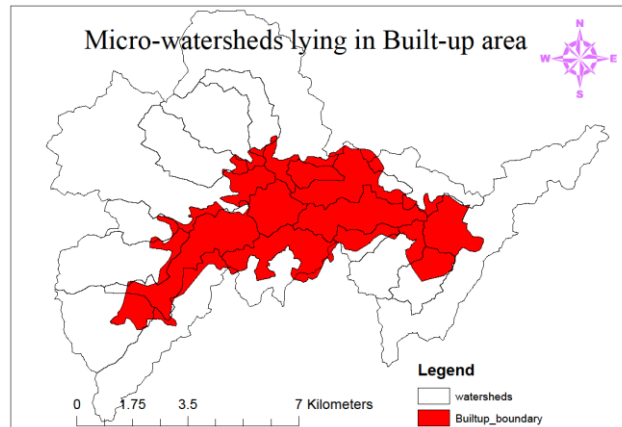 Micro-watersheds lying in Built-up area
N
W E
S
Legend
watersheds
Builtup_boundary
0 1.75 3.5 7 Kilometers